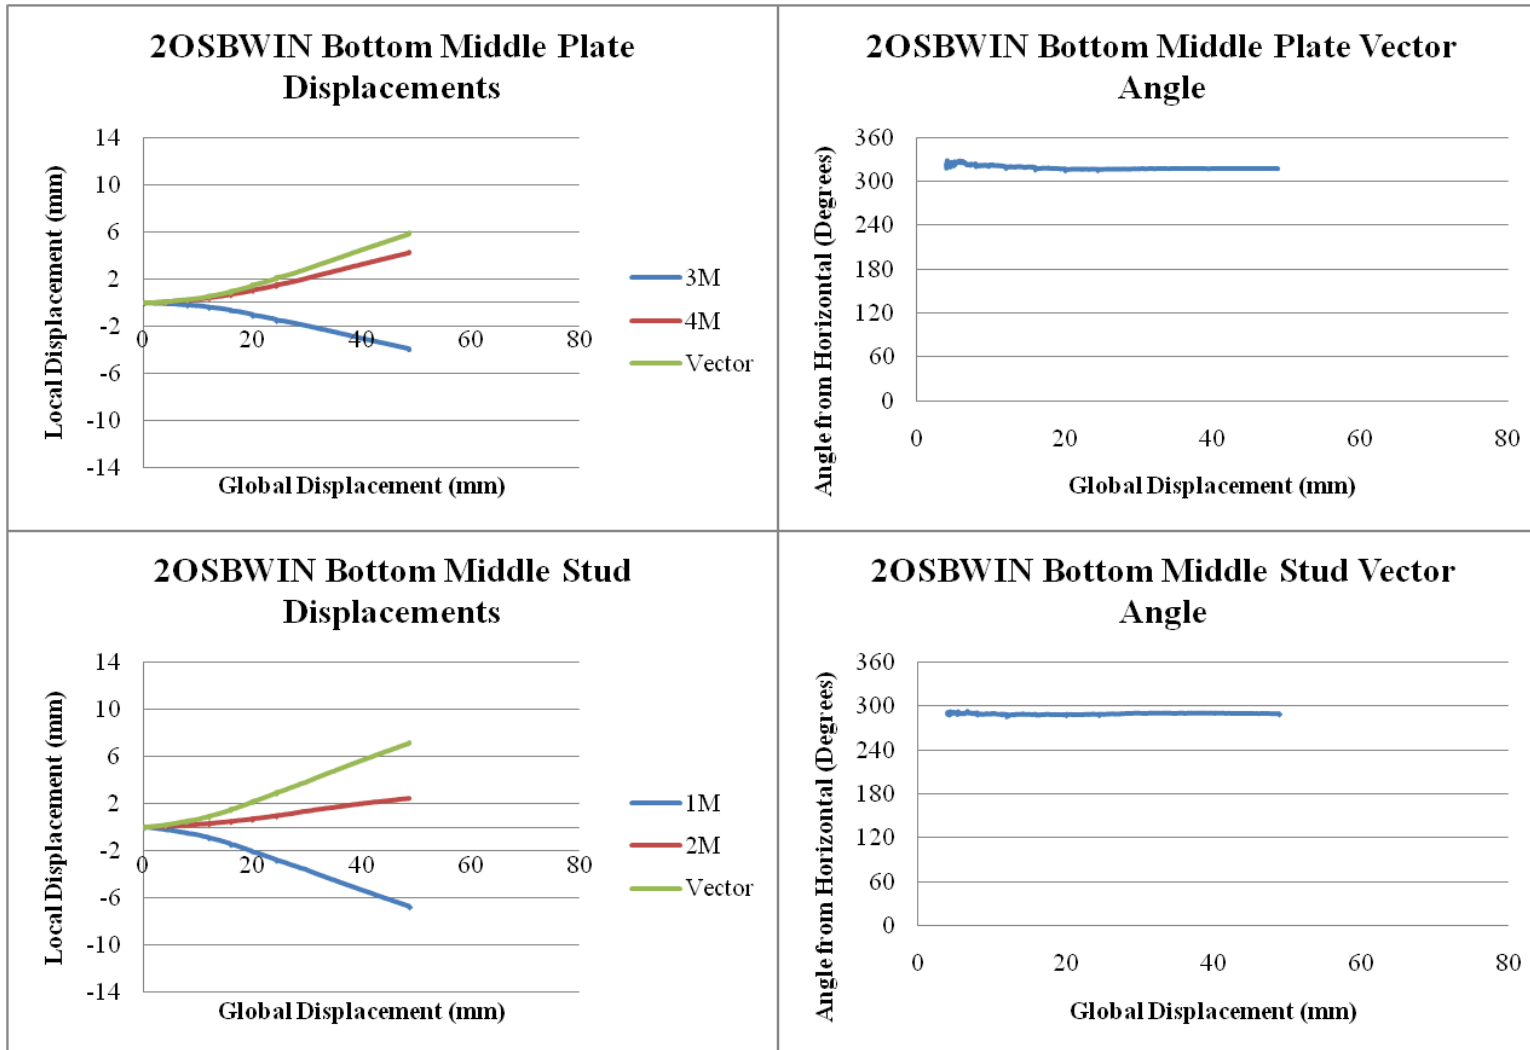 2OSBWIN Bottom Middle Plate
Displacements
Local Displacement (mm)
14
10
6
2
-2
-6
-10
-14
0
20
40
60
80
Global Displacement (mm)
3M
4M
Vector
2OSBWIN Bottom Middle Plate Vector
Angle
Angle from Horizontal (Degrees)
360
300
240
180
120
60
0
0
20
40
60
80
Global Displacement (mm)
2OSBWIN Bottom Middle Stud
Displacements
Local Displacement (mm)
14
10
6
2
-2
-6
-10
-14
0
20
40
60
80
Global Displacement (mm)
1M
2M
Vector
2OSBWIN Bottom Middle Stud Vector
Angle
Angle from Horizontal (Degrees)
360
300
240
180
120
60
0
0
20
40
60
80
Global Displacement (mm)